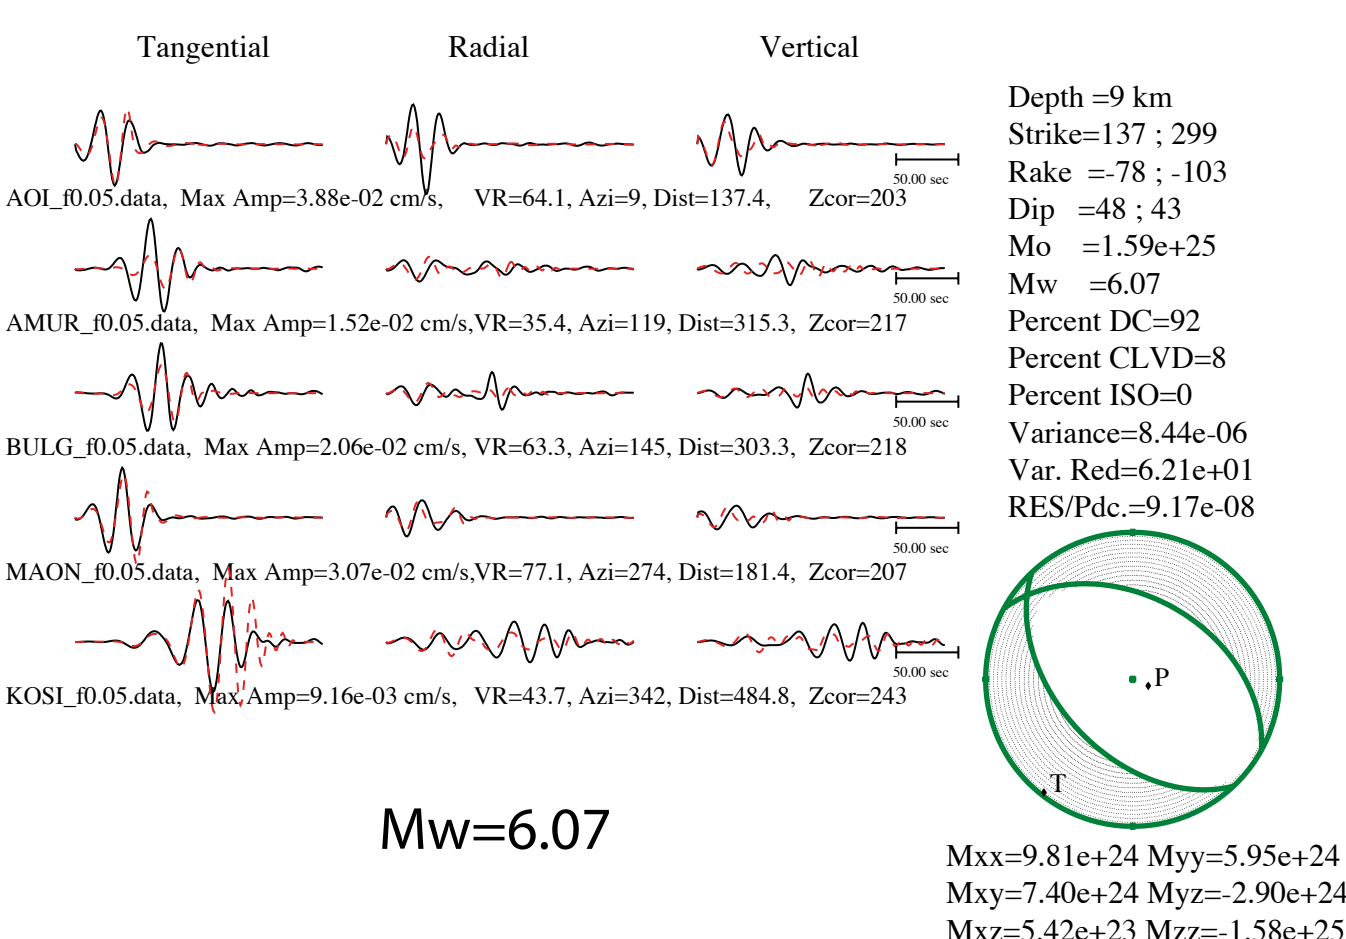 Tangential Radial Vertical
Depth =9 km
Strike=137 ; 299
Rake =-78 ; -103
Dip =48 ; 43
Mo =1.59e+25
Mw =6.07
Percent DC=92
Percent CLVD=8
Percent ISO=0
Variance=8.44e-06
Var. Red=6.21e+01
RES/Pdc.=9.17e-08
50.00 sec
AOI_f0.05.data, Max Amp=3.88e-02 cm/s, VR=64.1, Azi=9, Dist=137.4, Zcor=203
50.00 sec
AMUR_f0.05.data, Max Amp=1.52e-02 cm/s,VR=35.4, Azi=119, Dist=315.3, Zcor=217
50.00 sec
BULG_f0.05.data, Max Amp=2.06e-02 cm/s, VR=63.3, Azi=145, Dist=303.3, Zcor=218
50.00 sec
MAON_f0.05.data, Max Amp=3.07e-02 cm/s,VR=77.1, Azi=274, Dist=181.4, Zcor=207
50.00 sec
KOSI_f0.05.data, Max Amp=9.16e-03 cm/s, VR=43.7, Azi=342, Dist=484.8, Zcor=243
P
T
Mw=6.07
Mxx=9.81e+24 Myy=5.95e+24
Mxy=7.40e+24 Myz=-2.90e+24
Mxz=5.42e+23 Mzz=-1.58e+25